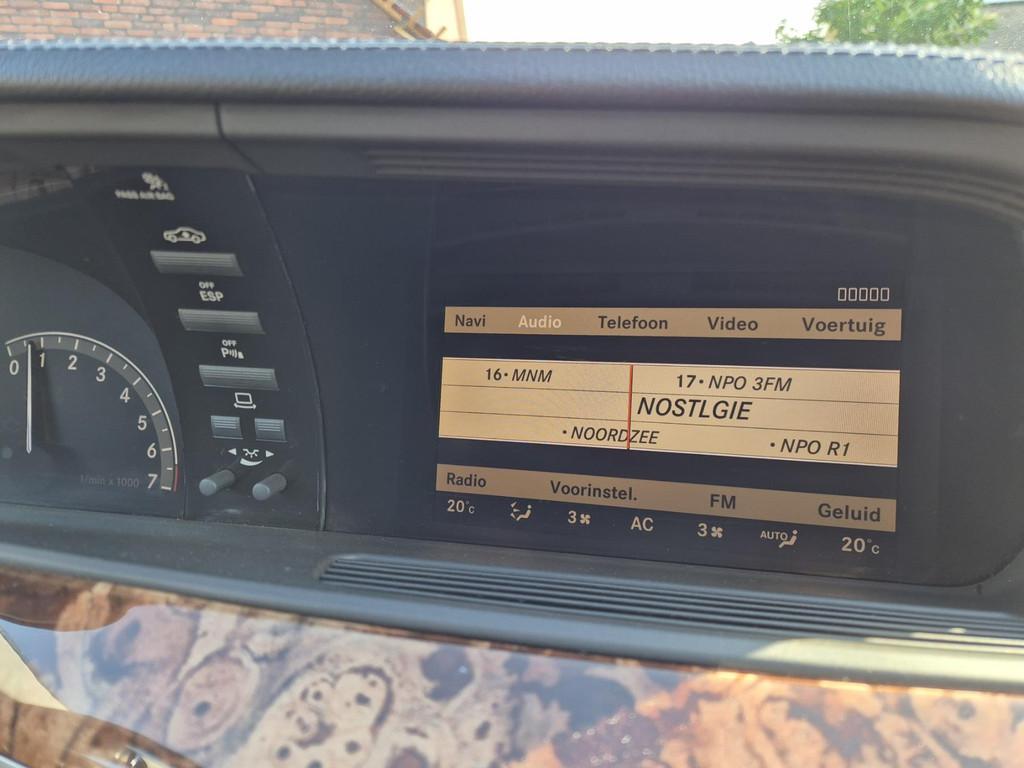 PASS AIR BAG
OFF
ESP
OFF
P
0 1 2 3 4 5 6 7
1/min x 1000
Navi Audio Telefoon Video Voertuig
16• MNM 17• NPO 3FM
NOSTLGIE
• NOORDZEE • NPO R1
Radio Voorinstel. FM Geluid
20°C 3 AC 3 AUTO 20°C